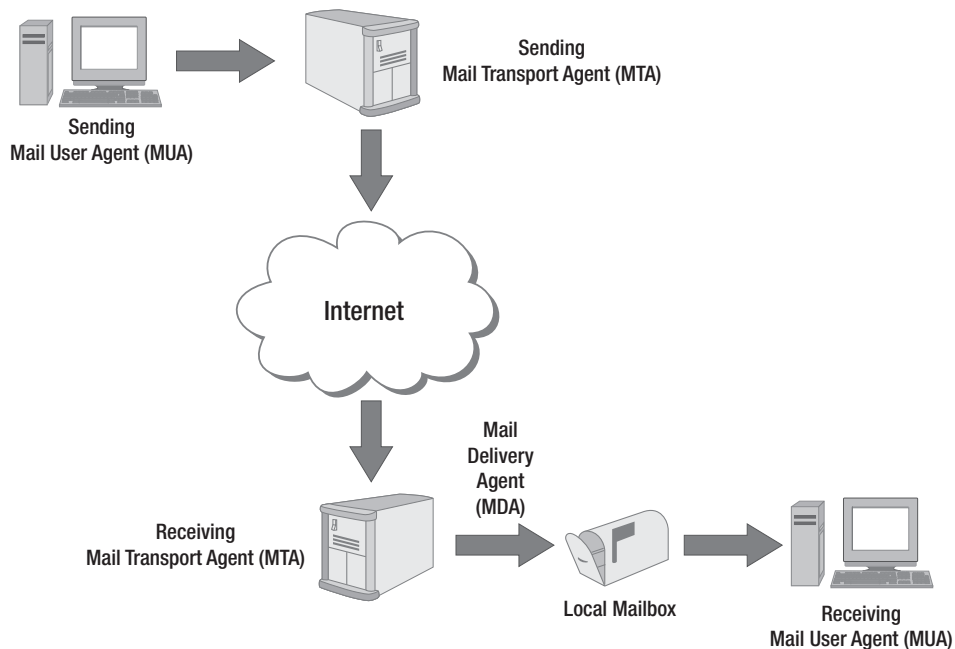 Sending
Mail User Agent (MUA)
Sending
Mail Transport Agent (MTA)
Internet
Receiving
Mail Transport Agent (MTA)
Mail
Delivery
Agent
(MDA)
Local Mailbox
Receiving
Mail User Agent (MUA)